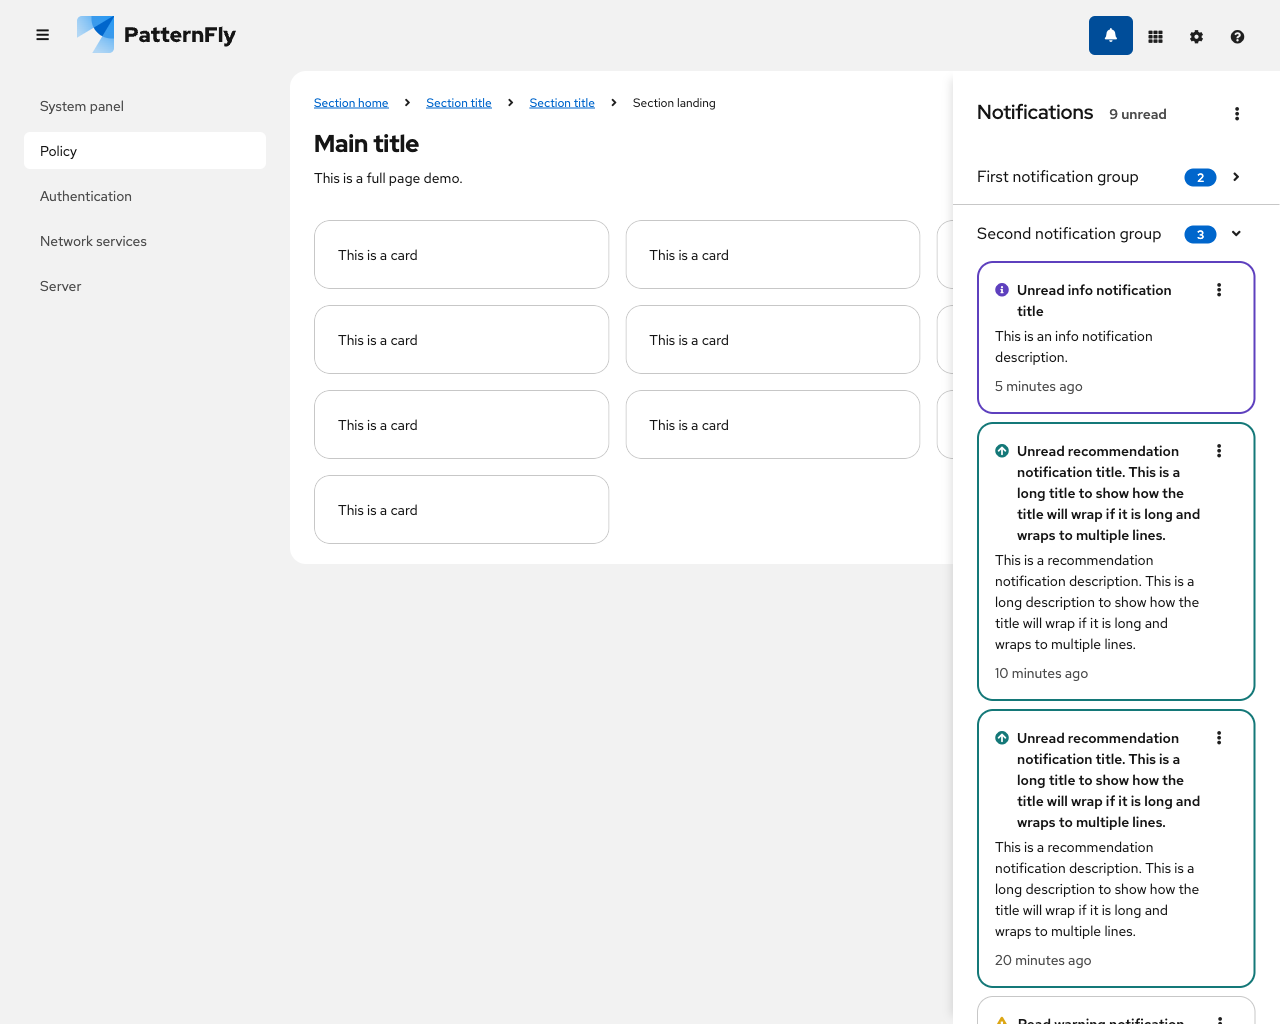 PatternFly
System panel
Policy
Authentication
Network services
Server
Section home
Section title
Section title
Section landing
Main title
This is a full page demo.
This is a card
This is a card
This is a card
This is a card
This is a card
This is a card
This is a card
Notifications
9 unread
First notification group
2
Second notification group
3
Unread info notification
title
This is an info notification
description.
5 minutes ago
Unread recommendation
notification title. This is a
long title to show how the
title will wrap if it is long and
wraps to multiple lines.
This is a recommendation
notification description. This is a
long description to show how the
title will wrap if it is long and
wraps to multiple lines.
10 minutes ago
Unread recommendation
notification title. This is a
long title to show how the
title will wrap if it is long and
wraps to multiple lines.
This is a recommendation
notification description. This is a
long description to show how the
title will wrap if it is long and
wraps to multiple lines.
20 minutes ago
Read warning notification